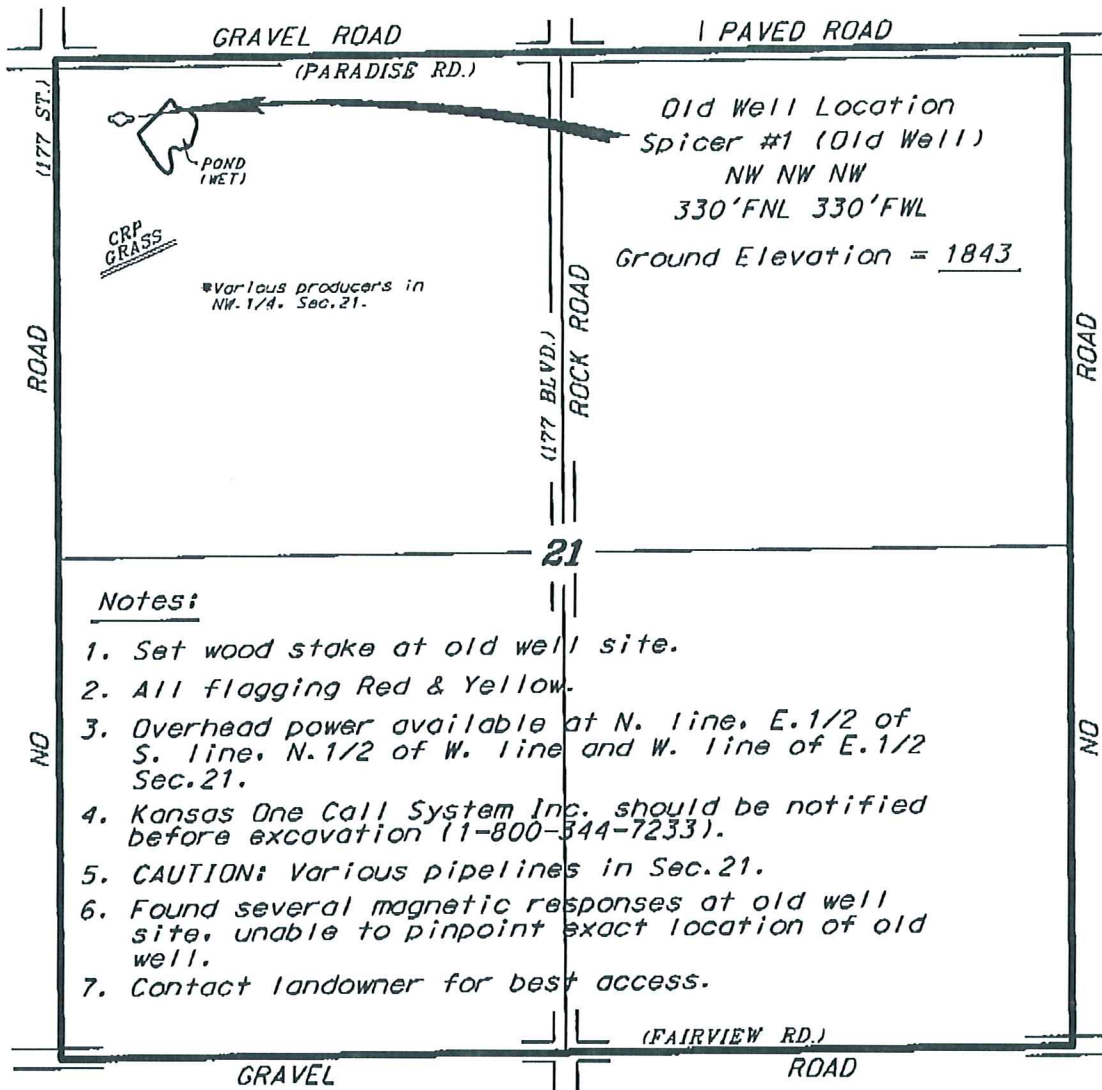 GRAVEL ROAD
PAVED ROAD
(PARADISE RD.)
(177 ST.)
POND
(WET)
CRP
GRASS
*Various producers in
NW.1/4. Sec.21.
Old Well Location
Spicer #1 (Old Well)
NW NW NW
330'FNL 330'FWL
Ground Elevation = 1843
ROAD
(177 BLVD.)
ROCK ROAD
ROAD
21
Notes:
1. Set wood stake at old well site.
2. All flagging Red & Yellow.
3. Overhead power available at N. line, E.1/2 of
S. line, N.1/2 of W. line and W. line of E.1/2
Sec.21.
4. Kansas One Call System Inc. should be notified
before excavation (1-800-344-7233).
5. CAUTION: Various pipelines in Sec.21.
6. Found several magnetic responses at old well
site, unable to pinpoint exact location of old
well.
7. Contact landowner for best access.
NO
NO
(FAIRVIEW RD.)
GRAVEL
ROAD